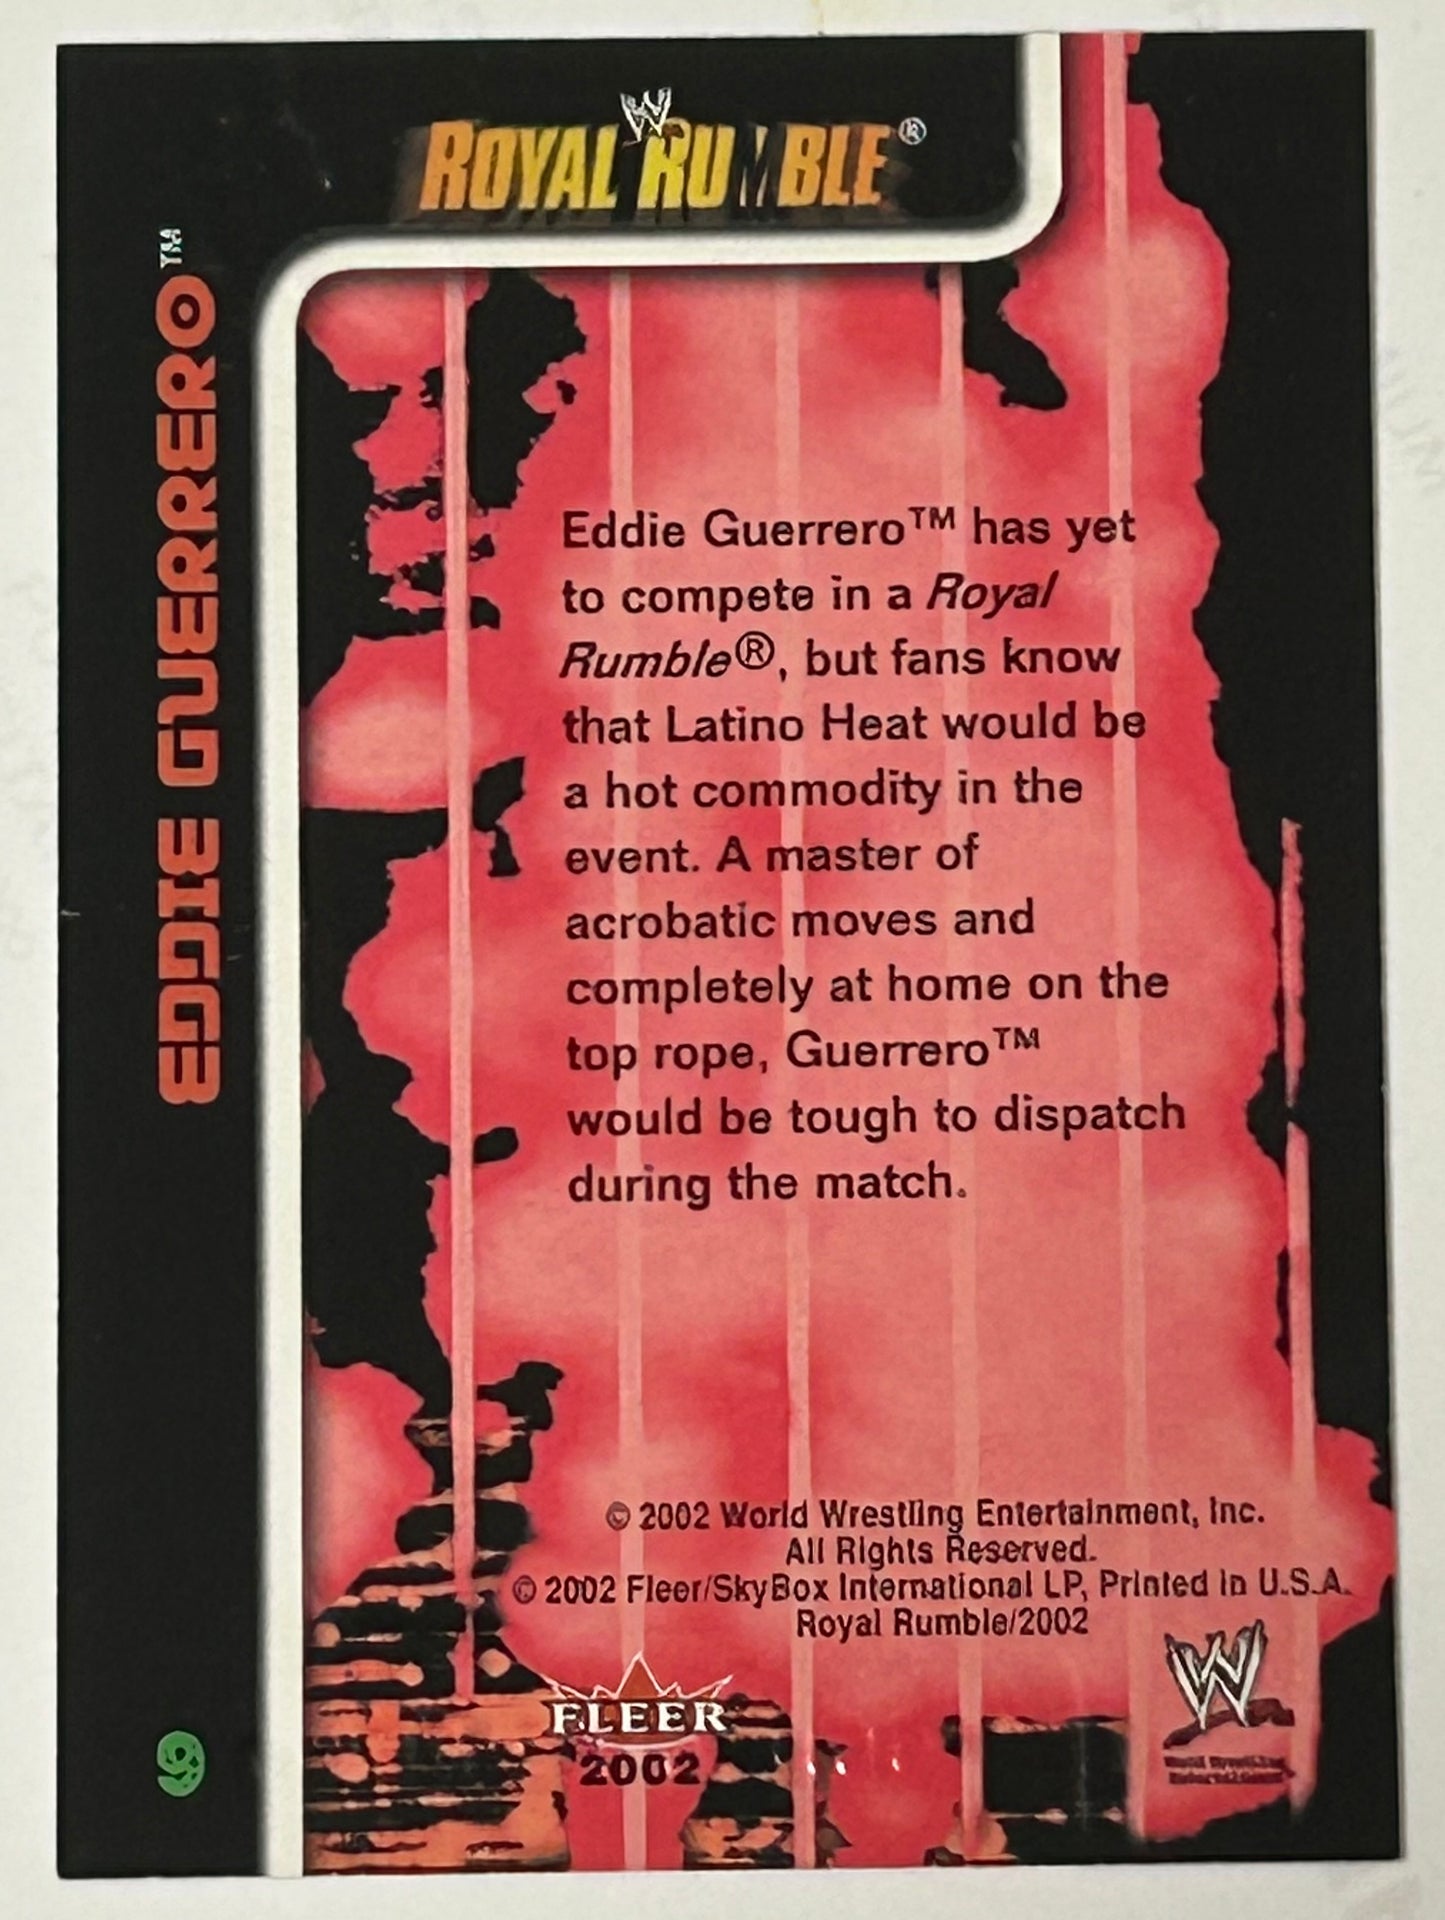 W
ROYAL RUMBLE®
EDDIE GUERRERO™
Eddie Guerrero™ has yet
to compete in a Royal
Rumble®, but fans know
that Latino Heat would be
a hot commodity in the
event. A master of
acrobatic moves and
completely at home on the
top rope, Guerrero™
would be tough to dispatch
during the match.
© 2002 World Wrestling Entertainment, Inc.
All Rights Reserved.
© 2002 Fleer/SkyBox International LP, Printed in U.S.A.
Royal Rumble/2002
FLEER
2002
W
World Wrestling
Entertainment
9